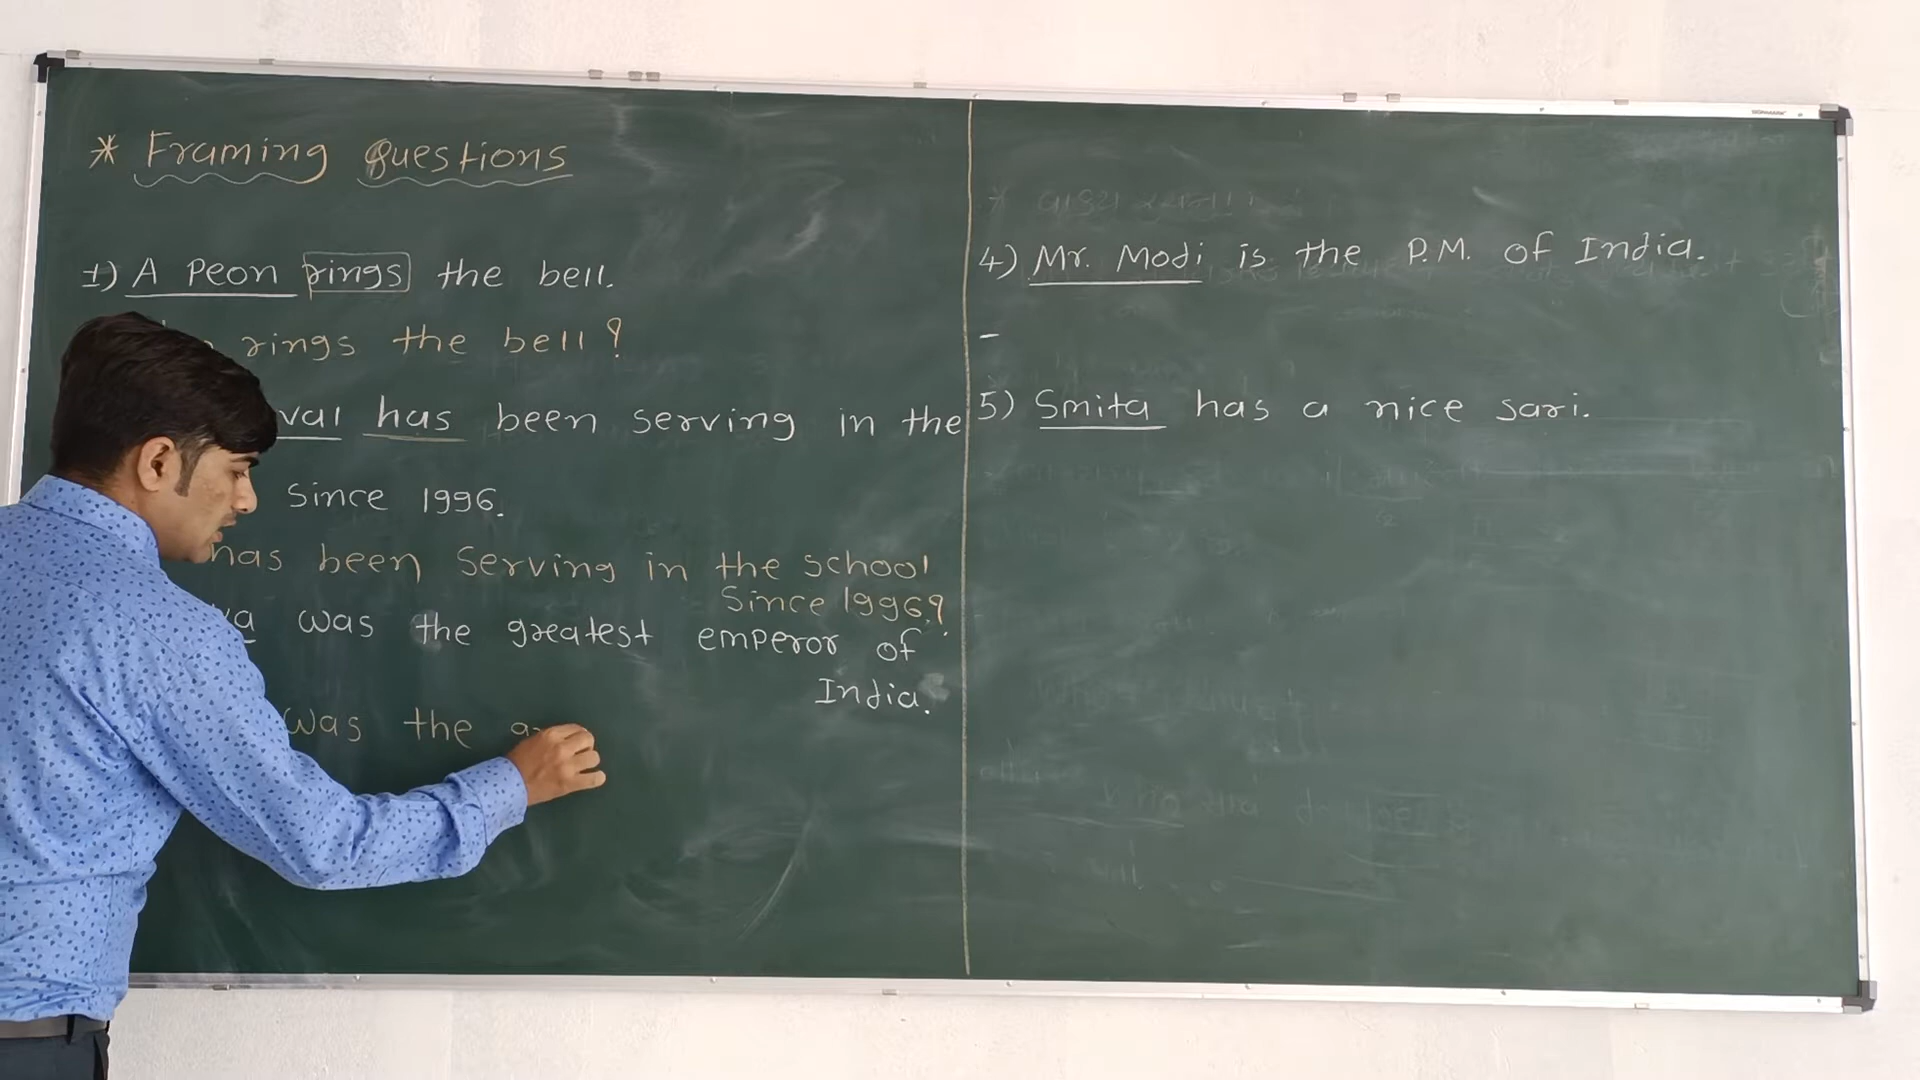 * Framing Questions
1) A Peon rings the bell.
rings the bell?
has been serving in the
Since 1996.
has been serving in the school
Since 1996?
was the greatest emperor of
India.
was the
4) Mr. Modi is the P.M. of India.
-
5) Smita has a nice sari.